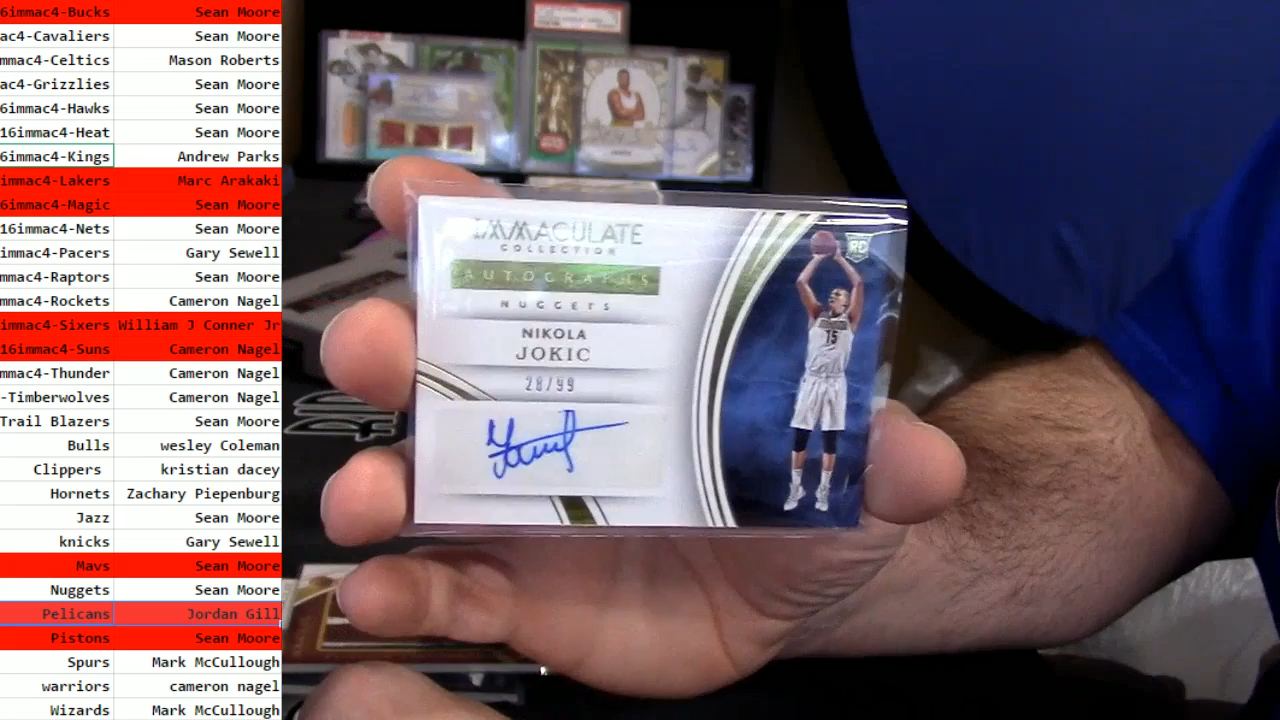 6immac4-Bucks Sean Moore
ac4-Cavaliers Sean Moore
mmac4-Celtics Mason Roberts
ac4-Grizzlies Sean Moore
6immac4-Hawks Sean Moore
16immac4-Heat Sean Moore
6immac4-Kings Andrew Parks
immac4-Lakers Marc Arakaki
6immac4-Magic Sean Moore
16immac4-Nets Sean Moore
mmac4-Pacers Gary Sewell
mmac4-Raptors Sean Moore
mmac4-Rockets Cameron Nagel
immac4-Sixers William J Conner Jr
16immac4-Suns Cameron Nagel
mmac4-Thunder Cameron Nagel
-Timberwolves Cameron Nagel
Trail Blazers Sean Moore
Bulls wesley Coleman
Clippers kristian dacey
Hornets Zachary Piepenburg
Jazz Sean Moore
knicks Gary Sewell
Mavs Sean Moore
Nuggets Sean Moore
Pelicans Jordan Gill
Pistons Sean Moore
Spurs Mark McCullough
warriors cameron nagel
Wizards Mark McCullough
IMMACULATE
COLLECTION
AUTOGRAPHS
NUGGETS
NIKOLA
JOKIC
28/99
RC
15